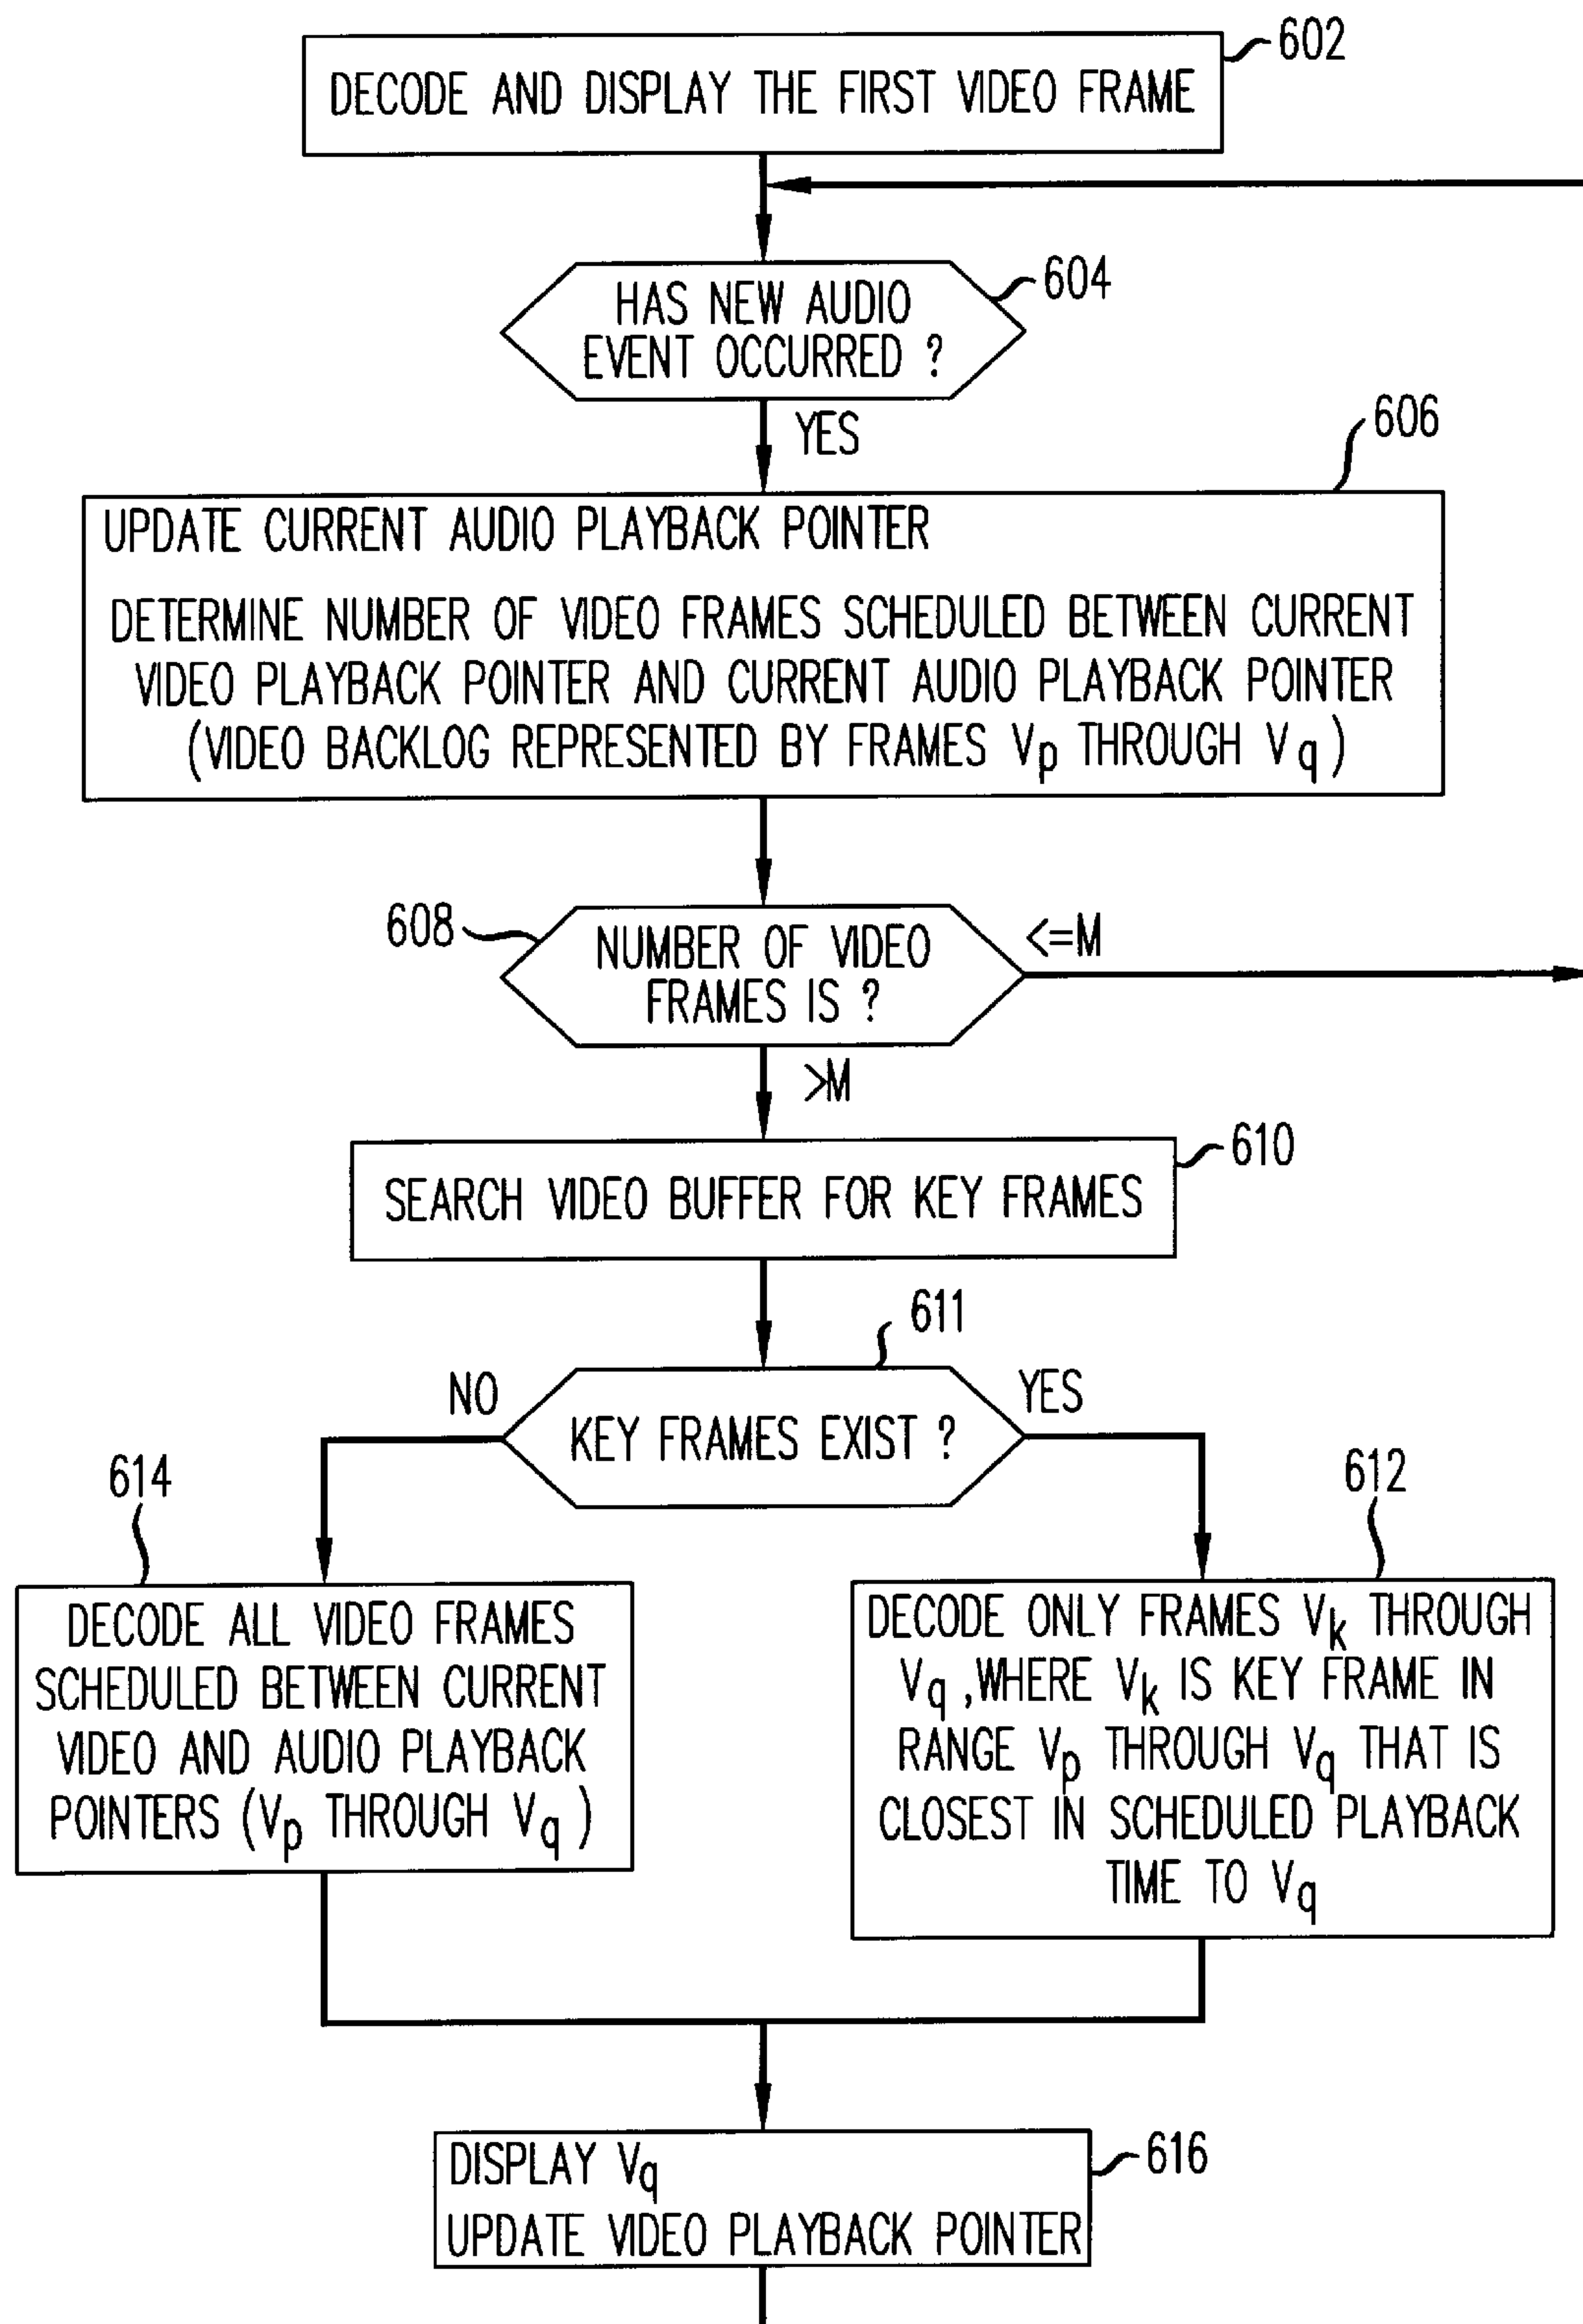 602
DECODE AND DISPLAY THE FIRST VIDEO FRAME
604
HAS NEW AUDIO
EVENT OCCURRED ?
YES
606
UPDATE CURRENT AUDIO PLAYBACK POINTER
DETERMINE NUMBER OF VIDEO FRAMES SCHEDULED BETWEEN CURRENT
VIDEO PLAYBACK POINTER AND CURRENT AUDIO PLAYBACK POINTER
(VIDEO BACKLOG REPRESENTED BY FRAMES Vp THROUGH Vq)
608
NUMBER OF VIDEO
FRAMES IS ?
<=M
>M
610
SEARCH VIDEO BUFFER FOR KEY FRAMES
611
NO
KEY FRAMES EXIST ?
YES
614
DECODE ALL VIDEO FRAMES
SCHEDULED BETWEEN CURRENT
VIDEO AND AUDIO PLAYBACK
POINTERS (Vp THROUGH Vq)
612
DECODE ONLY FRAMES Vk THROUGH
Vq ,WHERE Vk IS KEY FRAME IN
RANGE Vp THROUGH Vq THAT IS
CLOSEST IN SCHEDULED PLAYBACK
TIME TO Vq
616
DISPLAY Vq
UPDATE VIDEO PLAYBACK POINTER